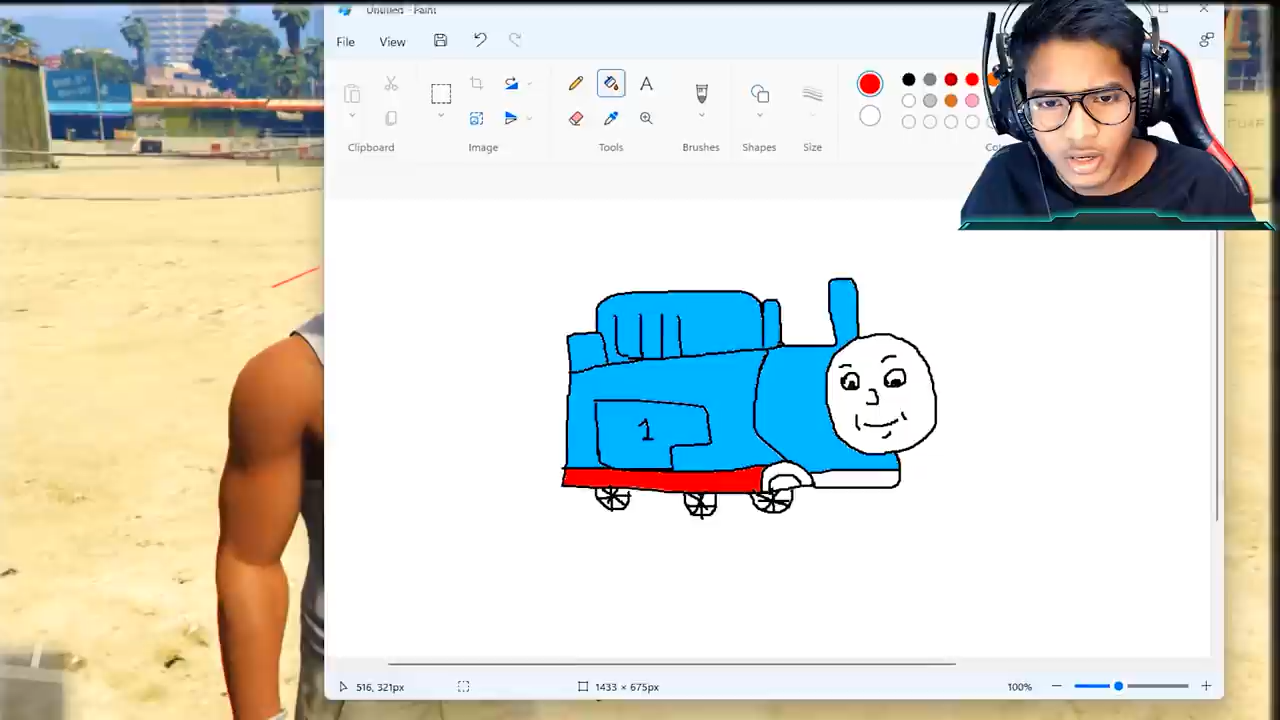 Untitled - Paint
File View
A
Clipboard Image Tools Brushes Shapes Size
1
516, 321px 1433 × 675px 100%